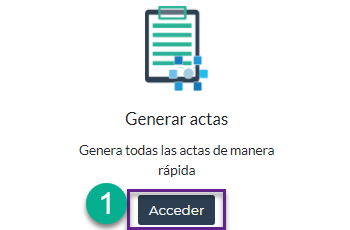 Generar actas
Genera todas las actas de manera
rápida
1
Acceder